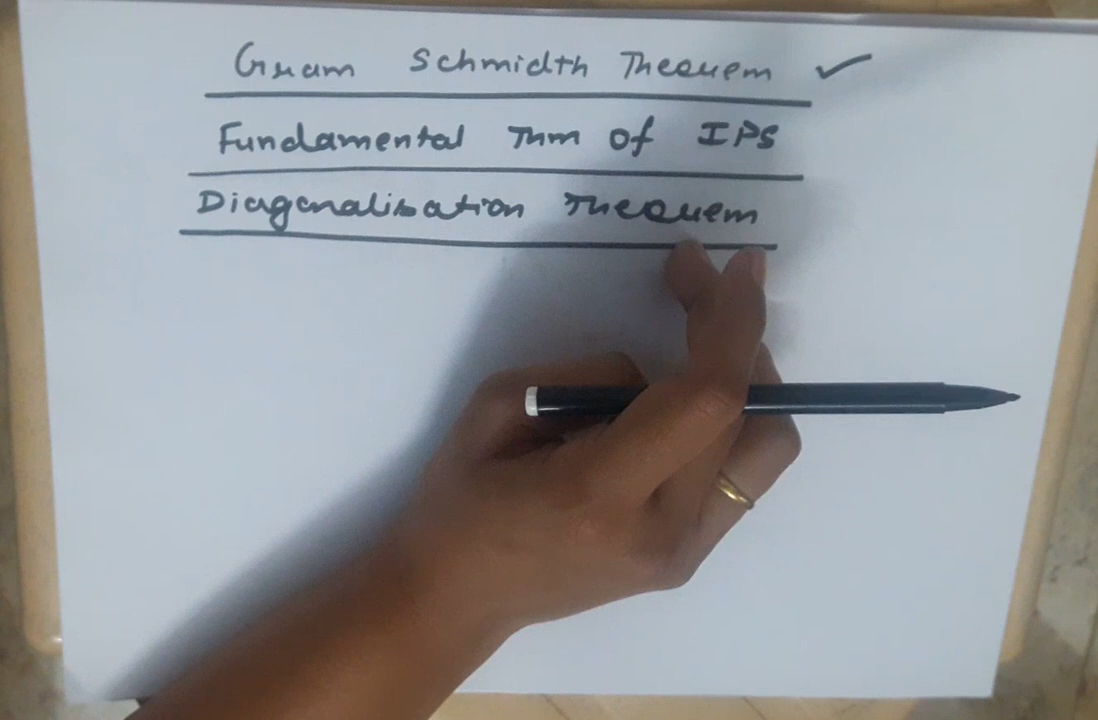 Gram Schmidth Theorem ✓
Fundamental Thm of IPS
Diagonalisation Theorem